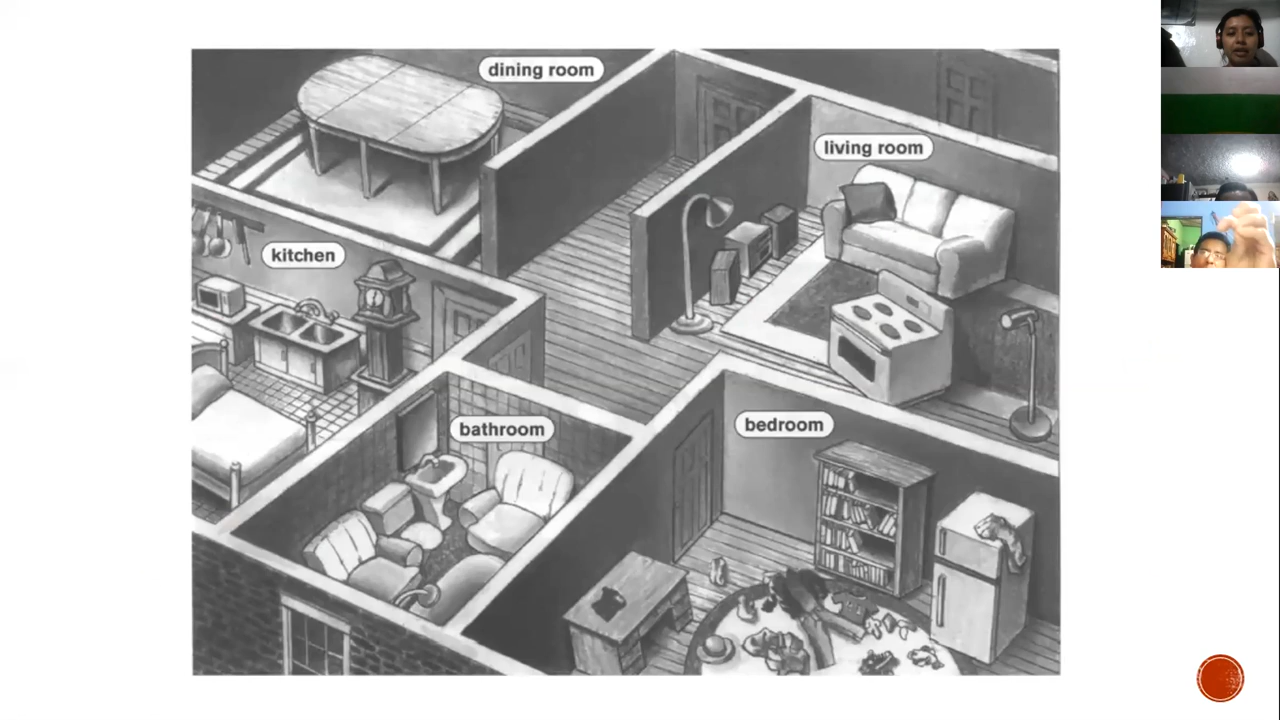 dining room
living room
kitchen
bathroom
bedroom